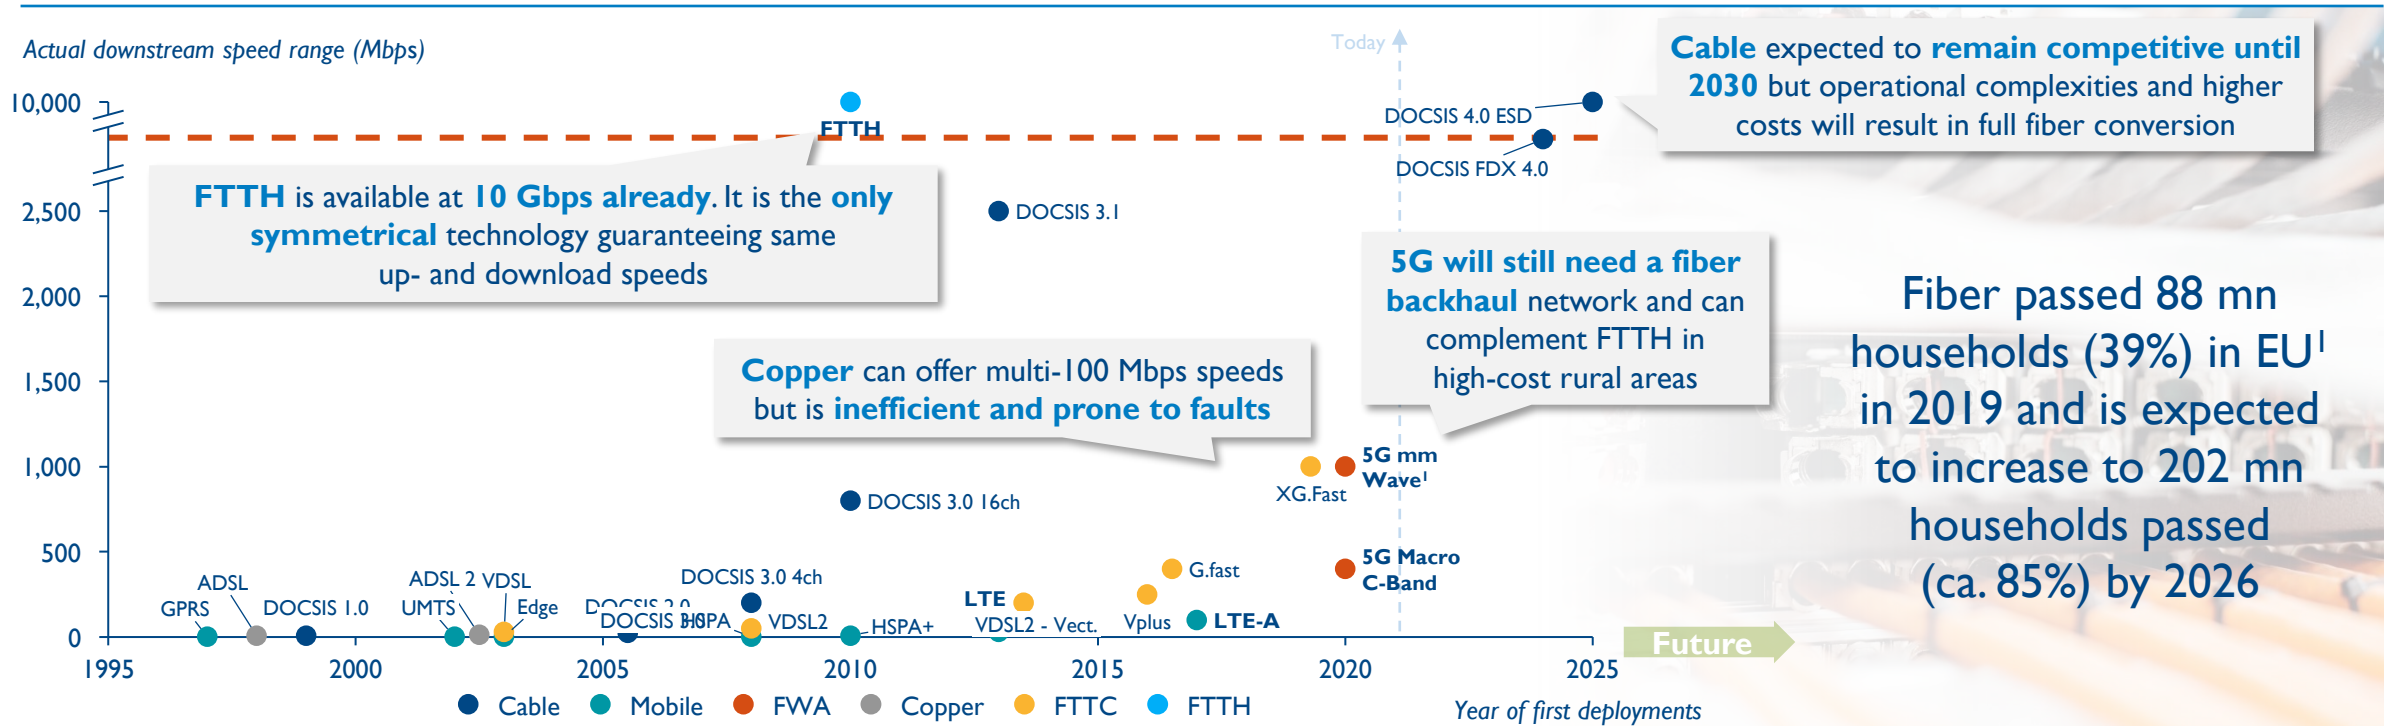 Actual downstream speed range (Mbps)
Today
Cable expected to remain competitive until
2030 but operational complexities and higher
costs will result in full fiber conversion
10,000
2,500
2,000
1,500
1,000
500
0
FTTH
DOCSIS 4.0 ESD
DOCSIS FDX 4.0
FTTH is available at 10 Gbps already. It is the only
symmetrical technology guaranteeing same
up- and download speeds
DOCSIS 3.1
5G will still need a fiber
backhaul network and can
complement FTTH in
high-cost rural areas
Copper can offer multi-100 Mbps speeds
but is inefficient and prone to faults
Fiber passed 88 mn
households (39%) in EU1
in 2019 and is expected
to increase to 202 mn
households passed
(ca. 85%) by 2026
5G mm
Wave1
XG.Fast
DOCSIS 3.0 16ch
5G Macro
C-Band
G.fast
GPRS
ADSL
DOCSIS 1.0
UMTS
ADSL 2
VDSL
Edge
DOCSIS 2.0
DOCSIS 3.0
HSPA
DOCSIS 3.0 4ch
VDSL2
HSPA+
LTE
VDSL2 - Vect.
Vplus
LTE-A
Future
1995
2000
2005
2010
2015
2020
2025
Cable
Mobile
FWA
Copper
FTTC
FTTH
Year of first deployments